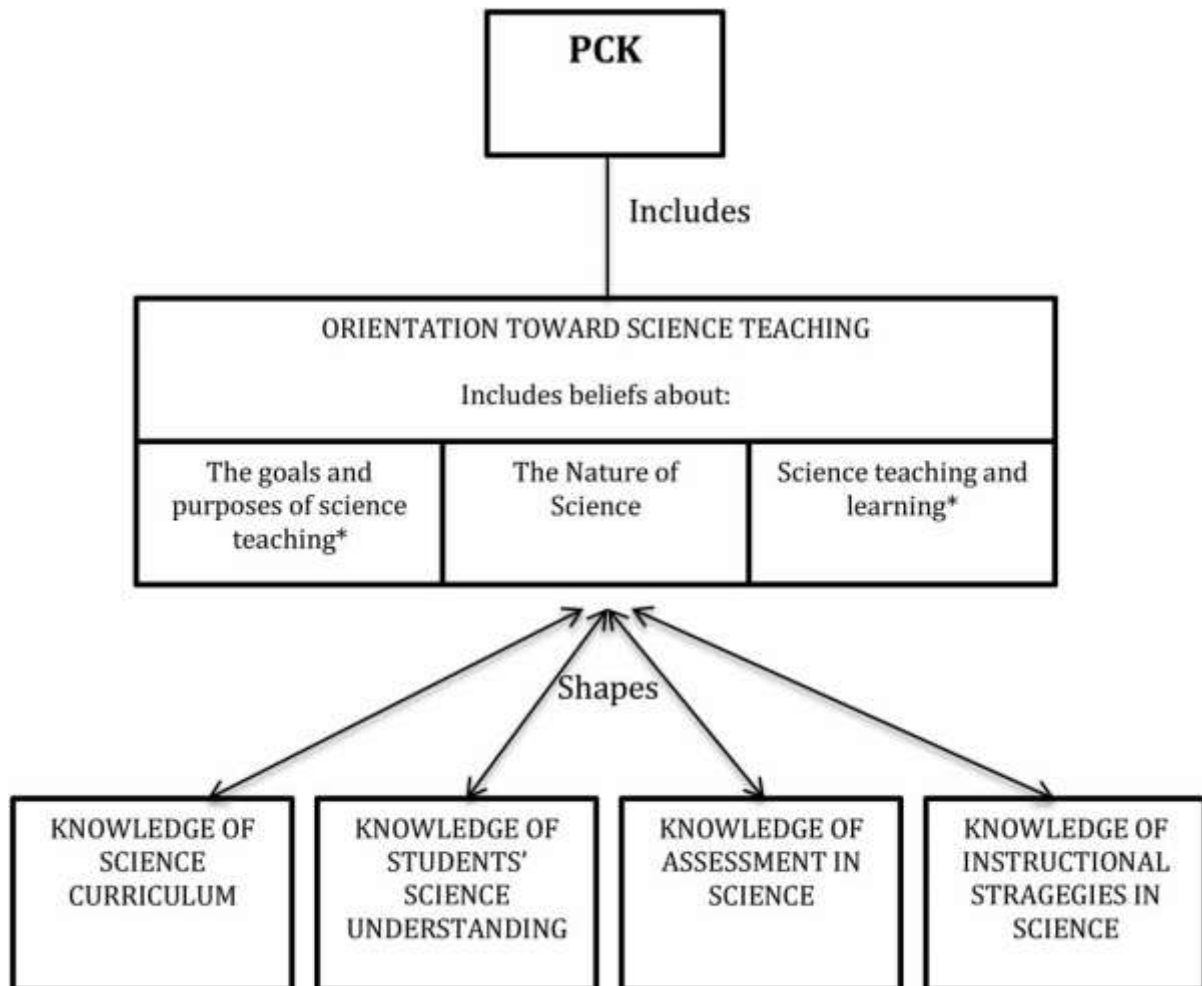 PCK
Includes
ORIENTATION TOWARD SCIENCE TEACHING
Includes beliefs about:
The goals and
purposes of science
teaching*
The Nature of
Science
Science teaching and
learning*
Shapes
KNOWLEDGE OF
SCIENCE
CURRICULUM
KNOWLEDGE OF
STUDENTS’
SCIENCE
UNDERSTANDING
KNOWLEDGE OF
ASSESSMENT IN
SCIENCE
KNOWLEDGE OF
INSTRUCTIONAL
STRAGEGIES IN
SCIENCE